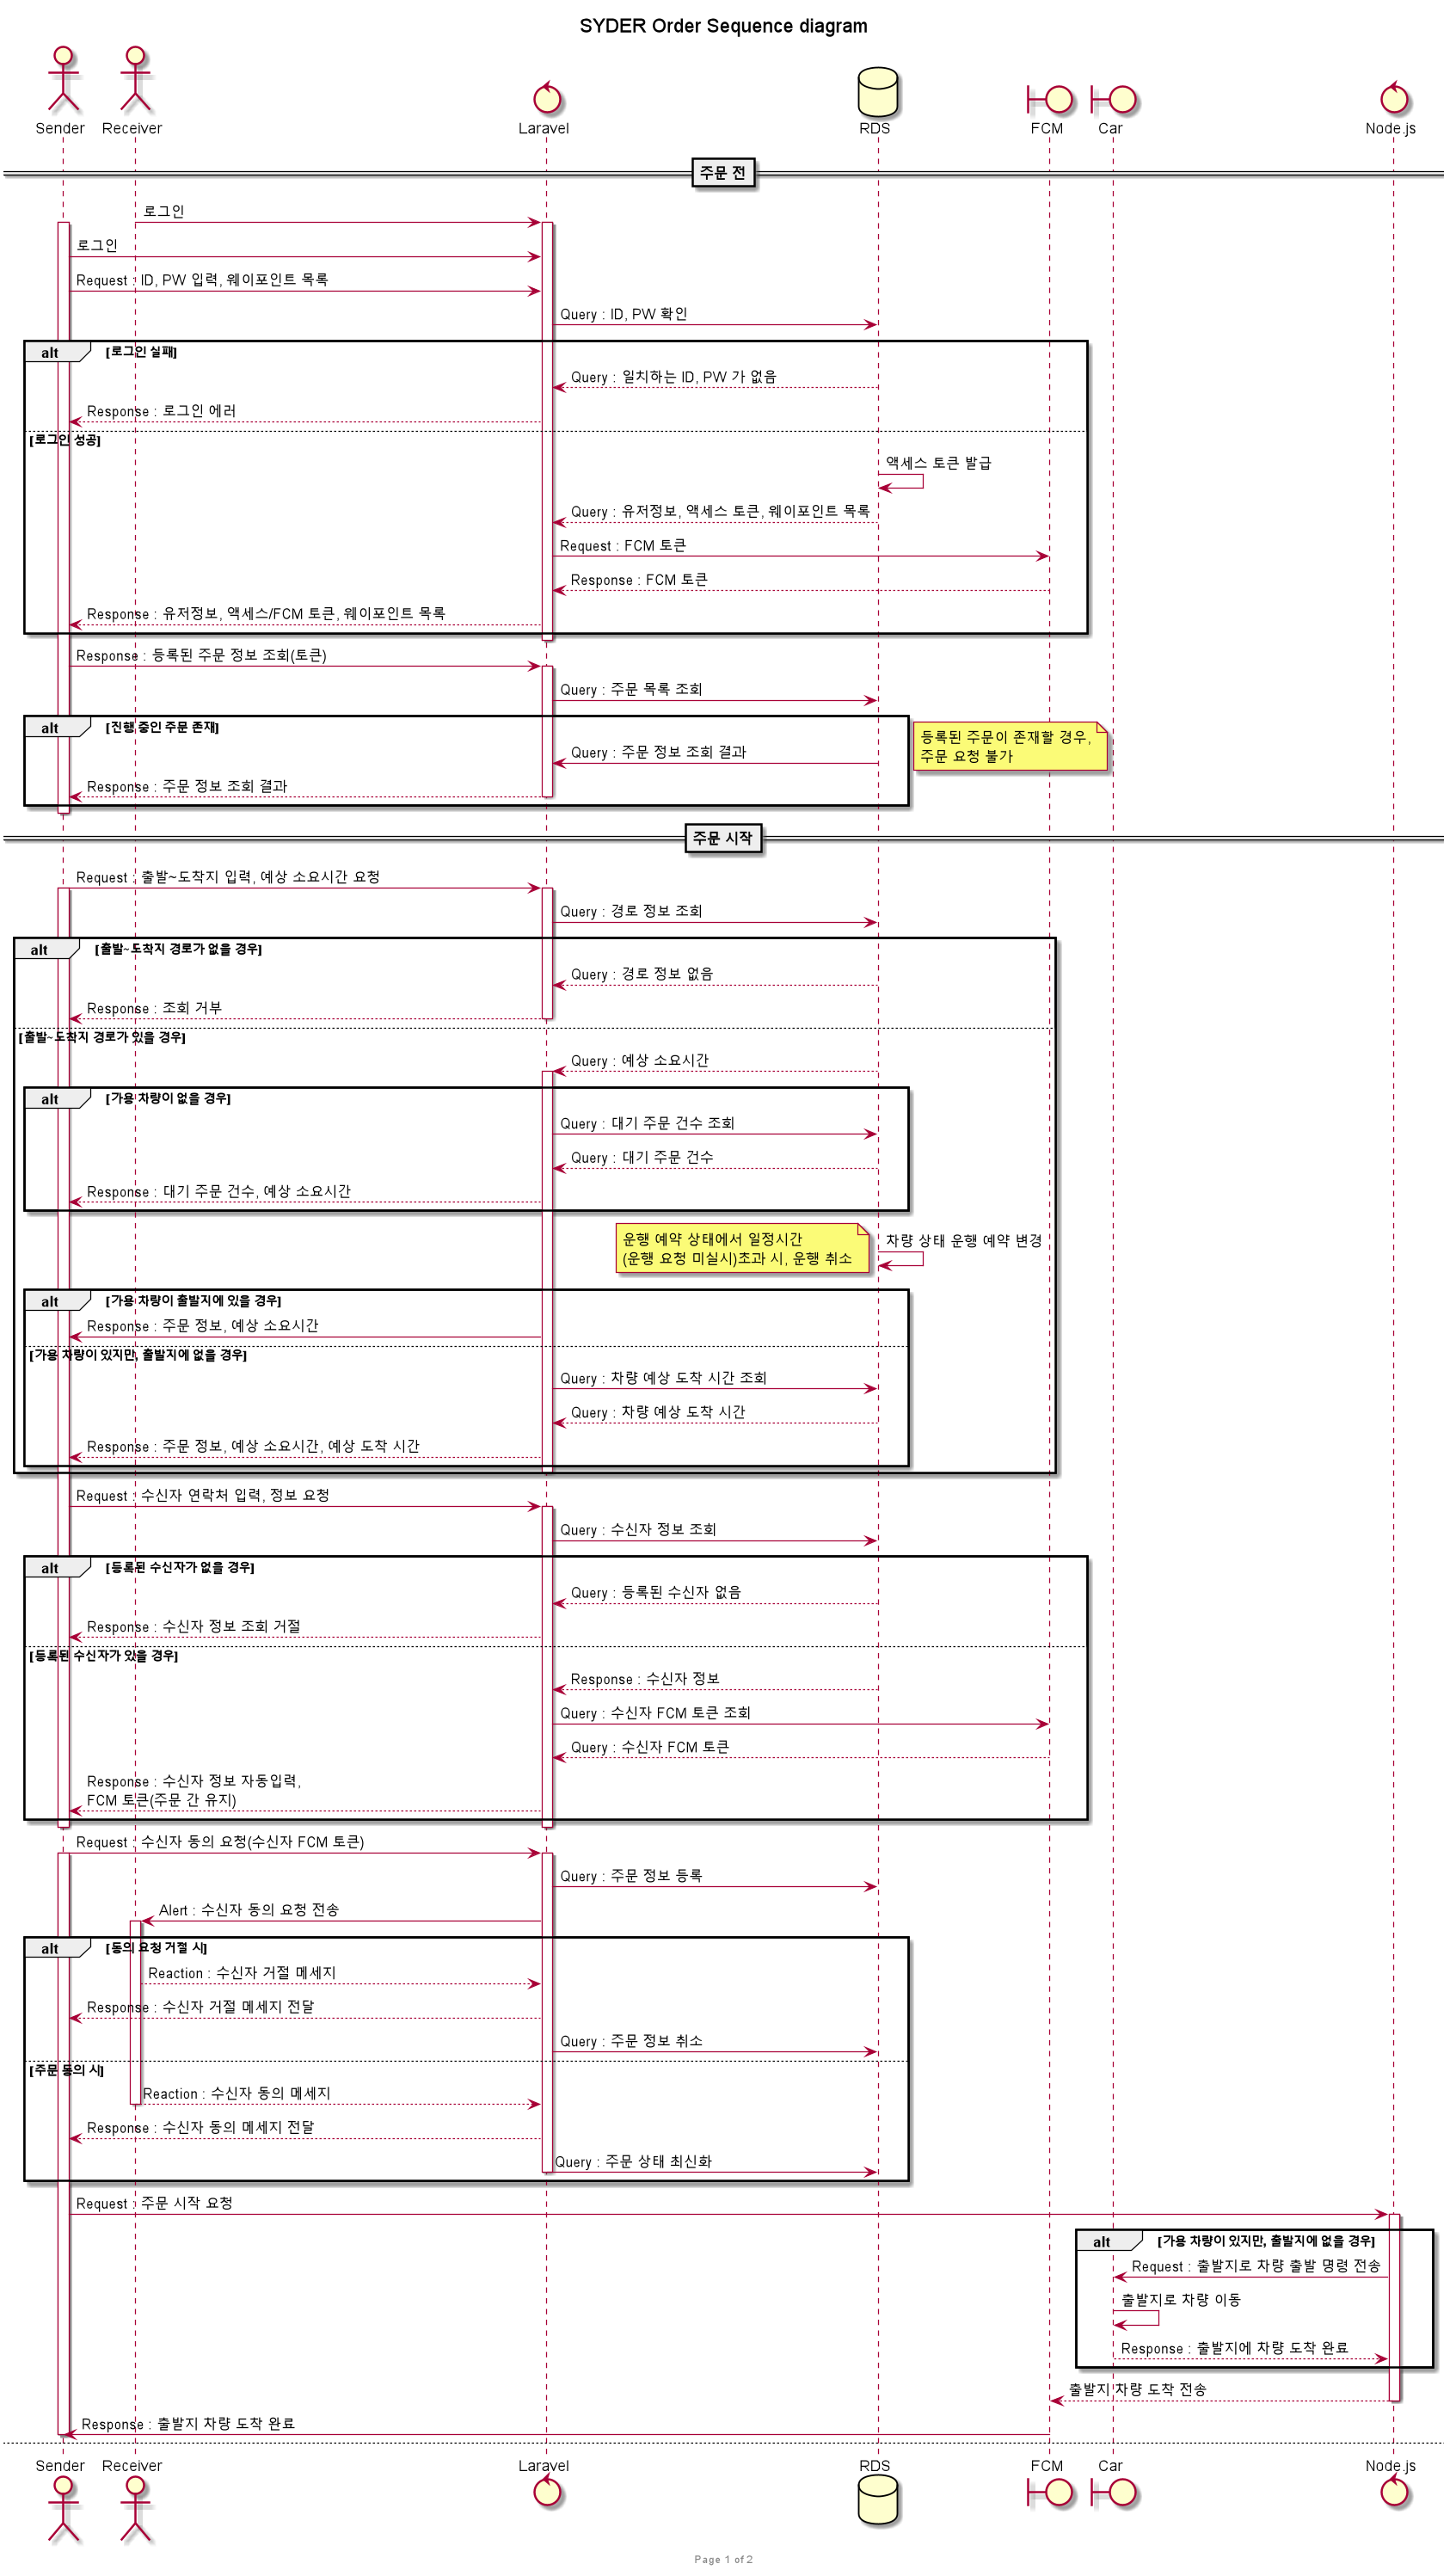 SYDER Order Sequence diagram
Sender
Receiver
Laravel
RDS
FCM
Car
Node.js
주문 전
로그인
로그인
Request : ID, PW 입력, 웨이포인트 목록
Query : ID, PW 확인
alt
[로그인 실패]
Query : 일치하는 ID, PW 가 없음
Response : 로그인 에러
[로그인 성공]
액세스 토큰 발급
Query : 유저정보, 액세스 토큰, 웨이포인트 목록
Request : FCM 토큰
Response : FCM 토큰
Response : 유저정보, 액세스/FCM 토큰, 웨이포인트 목록
Response : 등록된 주문 정보 조회(토큰)
Query : 주문 목록 조회
alt
[진행 중인 주문 존재]
등록된 주문이 존재할 경우,
주문 요청 불가
Query : 주문 정보 조회 결과
Response : 주문 정보 조회 결과
주문 시작
Request : 출발~도착지 입력, 예상 소요시간 요청
Query : 경로 정보 조회
alt
[출발~도착지 경로가 없을 경우]
Query : 경로 정보 없음
Response : 조회 거부
[출발~도착지 경로가 있을 경우]
Query : 예상 소요시간
alt
[가용 차량이 없을 경우]
Query : 대기 주문 건수 조회
Query : 대기 주문 건수
Response : 대기 주문 건수, 예상 소요시간
운행 예약 상태에서 일정시간
(운행 요청 미실시)초과 시, 운행 취소
차량 상태 운행 예약 변경
alt
[가용 차량이 출발지에 있을 경우]
Response : 주문 정보, 예상 소요시간
[가용 차량이 있지만, 출발지에 없을 경우]
Query : 차량 예상 도착 시간 조회
Query : 차량 예상 도착 시간
Response : 주문 정보, 예상 소요시간, 예상 도착 시간
Request : 수신자 연락처 입력, 정보 요청
Query : 수신자 정보 조회
alt
[등록된 수신자가 없을 경우]
Query : 등록된 수신자 없음
Response : 수신자 정보 조회 거절
[등록된 수신자가 있을 경우]
Response : 수신자 정보
Query : 수신자 FCM 토큰 조회
Query : 수신자 FCM 토큰
Response : 수신자 정보 자동입력,
FCM 토큰(주문 간 유지)
Request : 수신자 동의 요청(수신자 FCM 토큰)
Query : 주문 정보 등록
Alert : 수신자 동의 요청 전송
alt
[동의 요청 거절 시]
Reaction : 수신자 거절 메세지
Response : 수신자 거절 메세지 전달
Query : 주문 정보 취소
[주문 동의 시]
Reaction : 수신자 동의 메세지
Response : 수신자 동의 메세지 전달
Query : 주문 상태 최신화
Request : 주문 시작 요청
alt
[가용 차량이 있지만, 출발지에 없을 경우]
Request : 출발지로 차량 출발 명령 전송
출발지로 차량 이동
Response : 출발지에 차량 도착 완료
출발지 차량 도착 전송
Response : 출발지 차량 도착 완료
Sender
Receiver
Laravel
RDS
FCM
Car
Node.js
Page 1 of 2